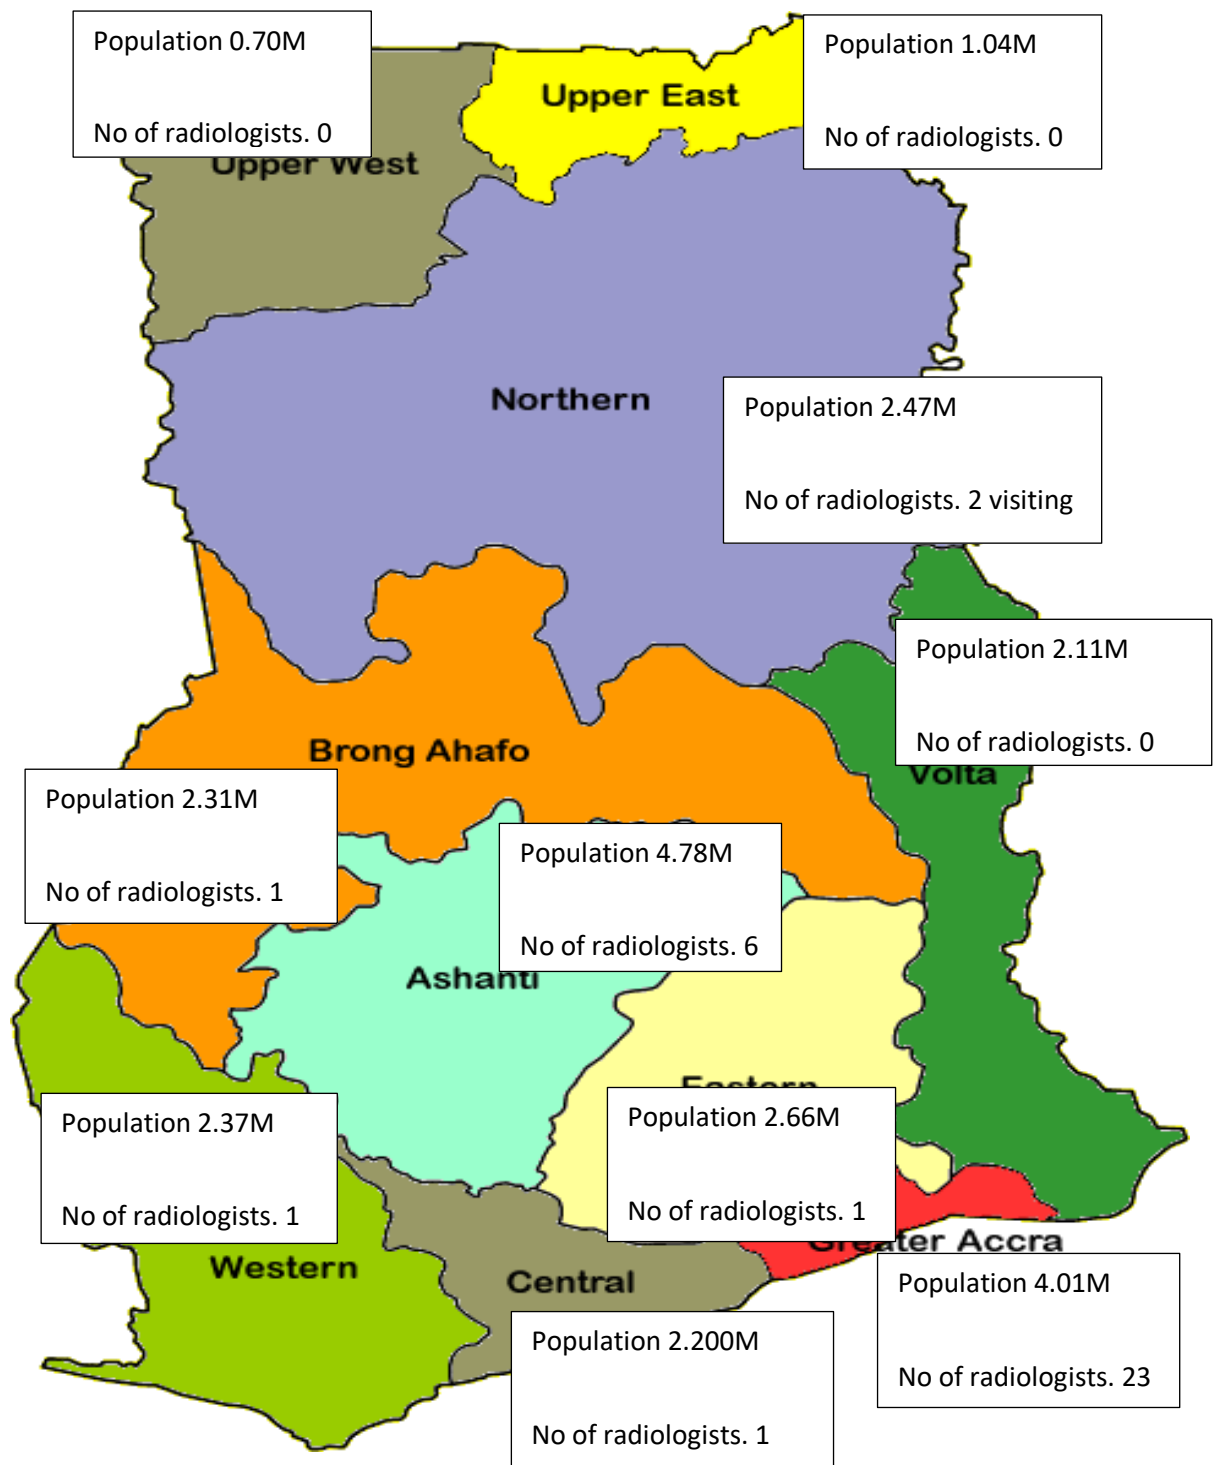 Population 0.70M
No of radiologists. 0
Upper West
Upper East
Population 1.04M
No of radiologists. 0
Northern
Population 2.47M
No of radiologists. 2 visiting
Population 2.11M
No of radiologists. 0
Volta
Brong Ahafo
Population 2.31M
No of radiologists. 1
Population 4.78M
No of radiologists. 6
Ashanti
Eastern
Population 2.66M
No of radiologists. 1
Population 2.37M
No of radiologists. 1
Western
Central
Greater Accra
Population 4.01M
No of radiologists. 23
Population 2.200M
No of radiologists. 1